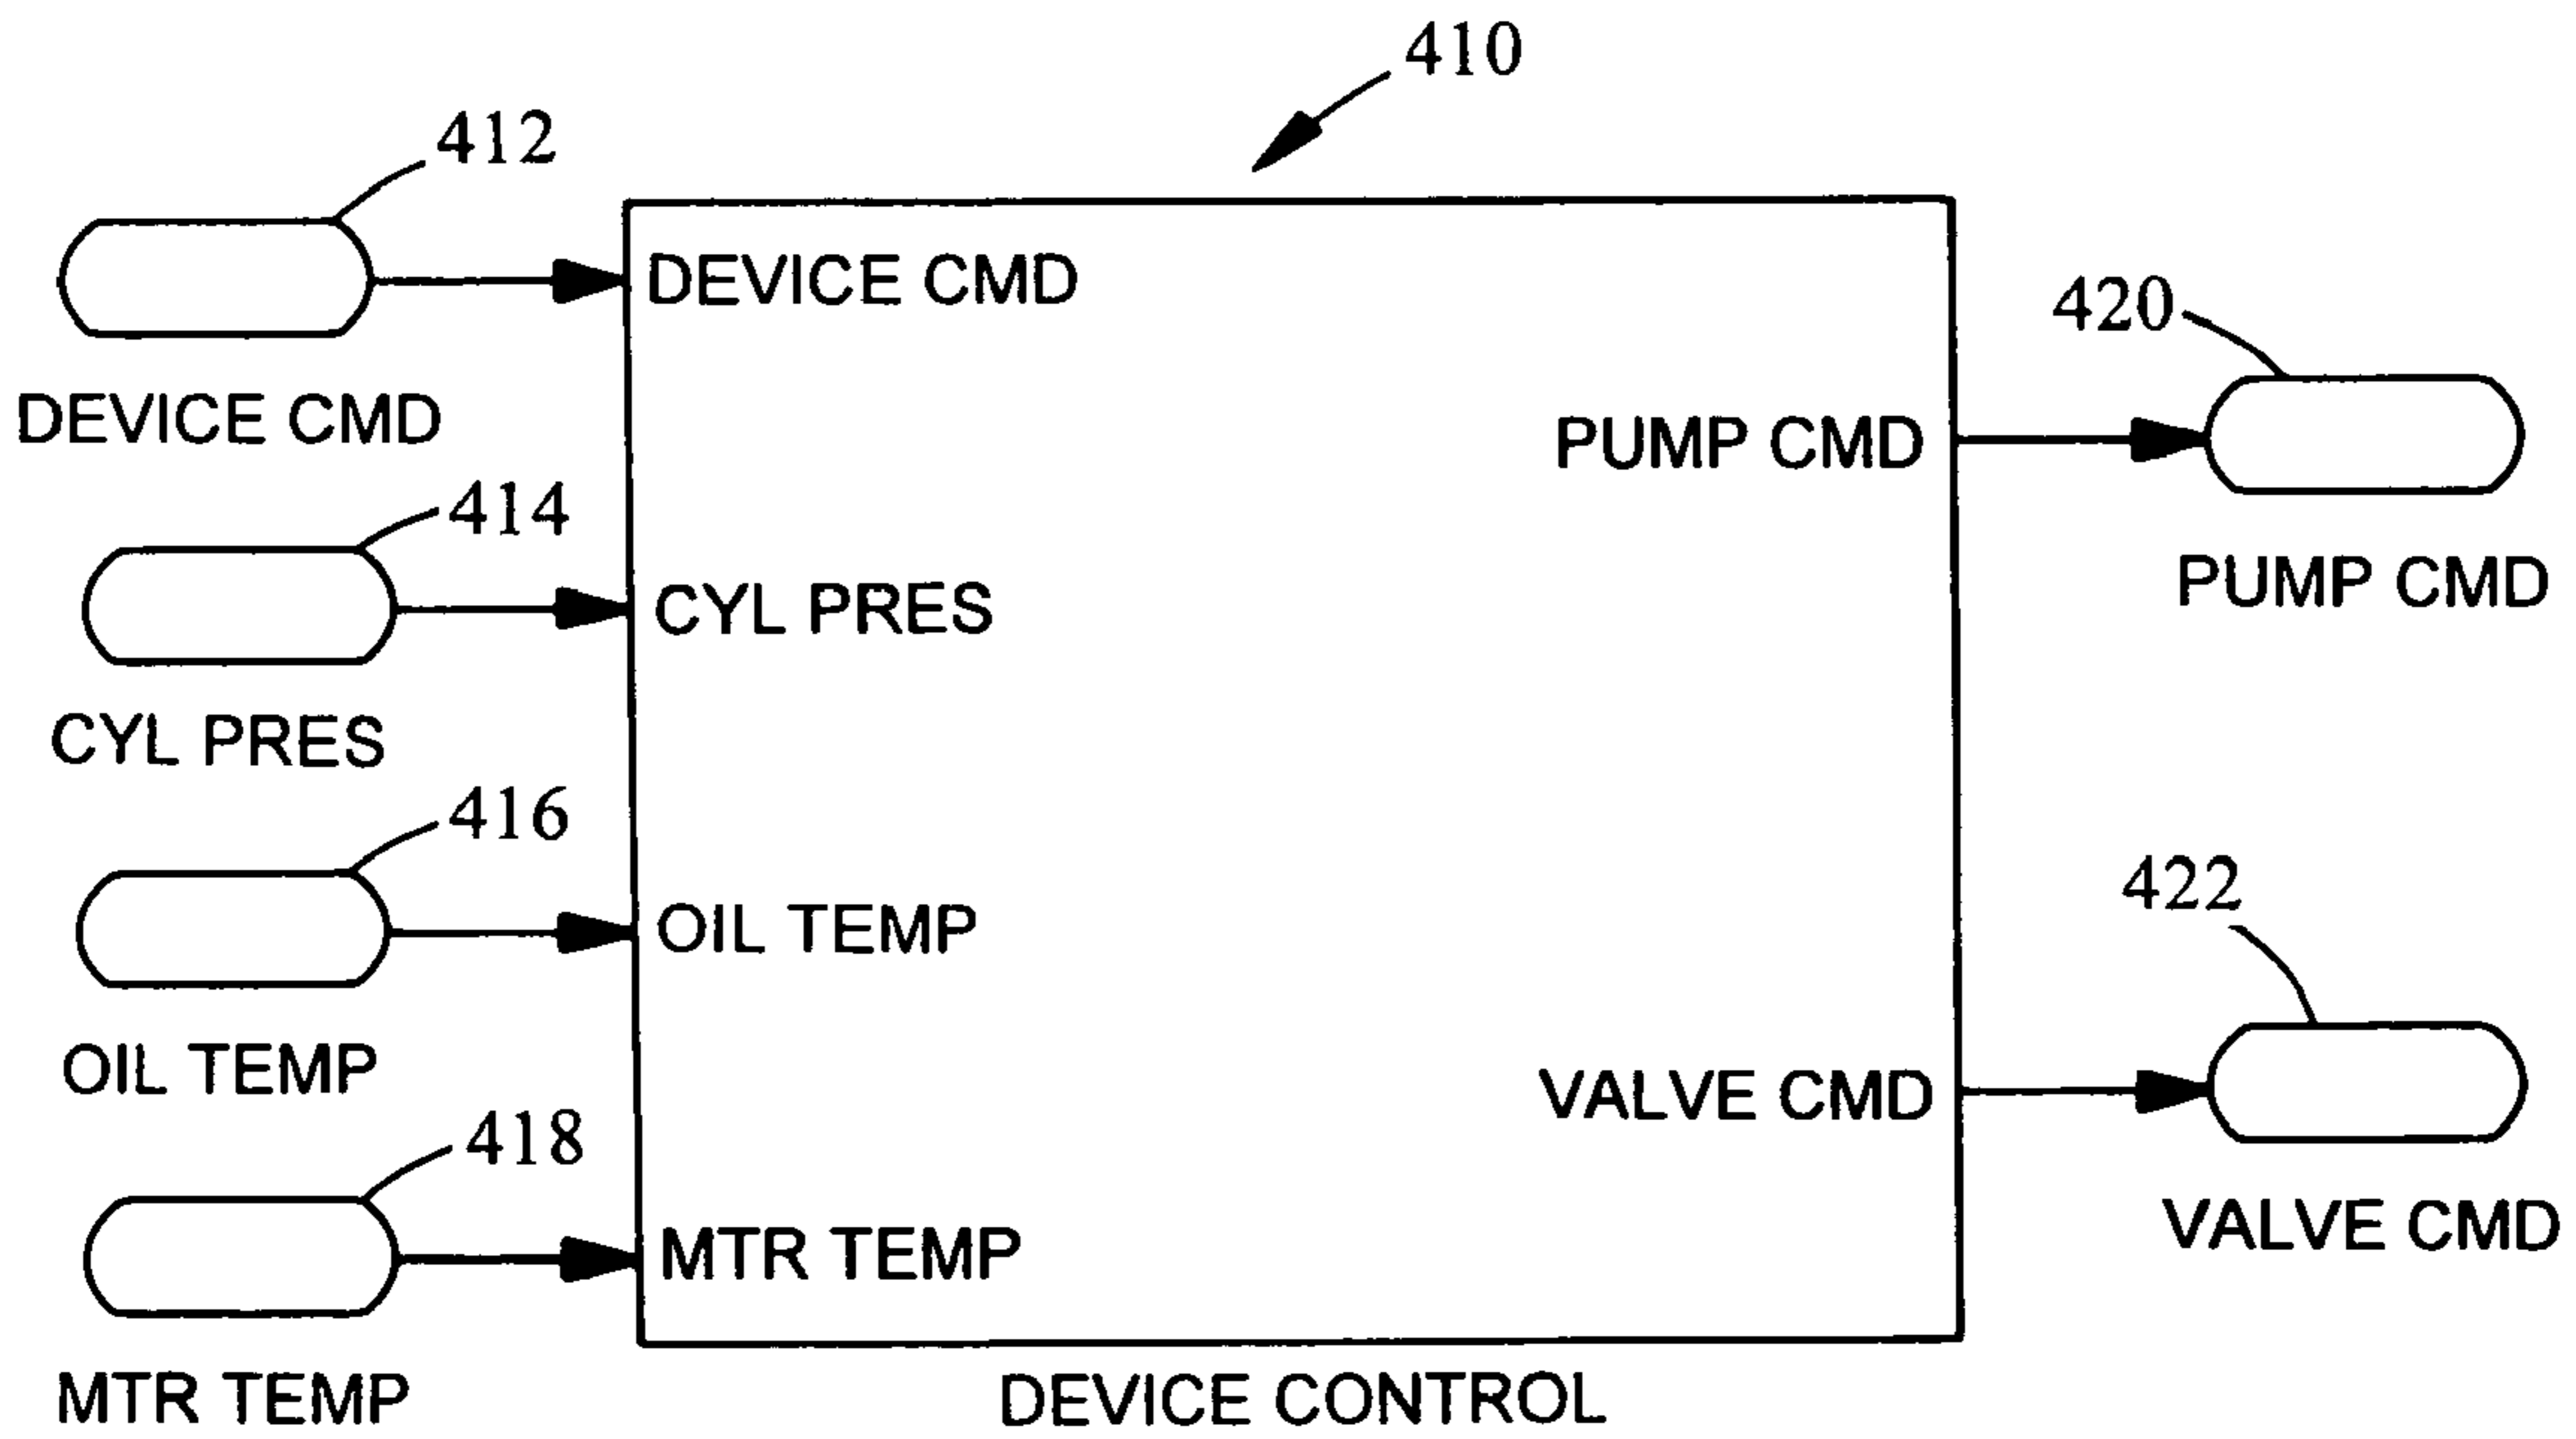 410
412
DEVICE CMD
DEVICE CMD
420
PUMP CMD
PUMP CMD
414
CYL PRES
CYL PRES
416
OIL TEMP
OIL TEMP
422
VALVE CMD
VALVE CMD
418
MTR TEMP
MTR TEMP
DEVICE CONTROL